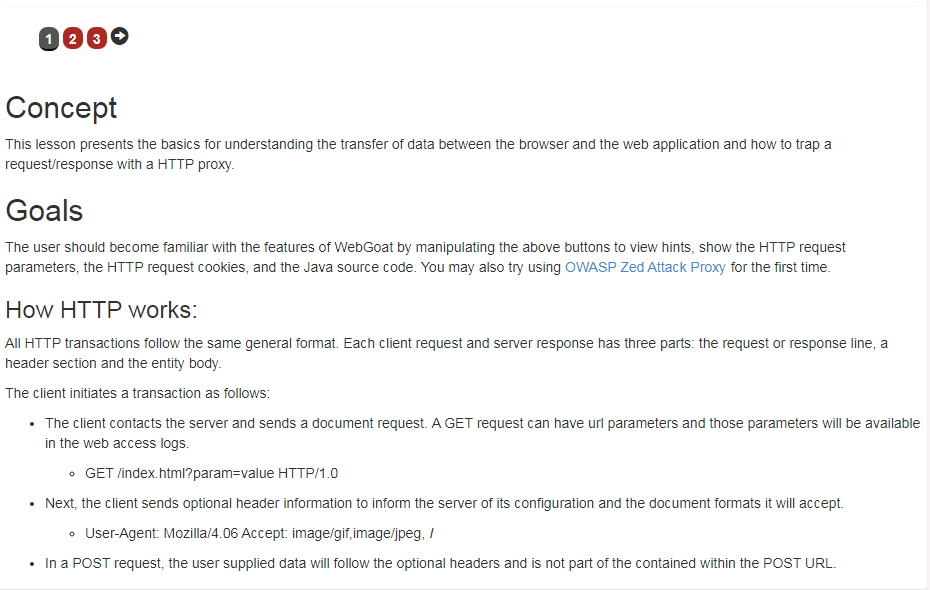 1 2 3
Concept
This lesson presents the basics for understanding the transfer of data between the browser and the web application and how to trap a
request/response with a HTTP proxy.
Goals
The user should become familiar with the features of WebGoat by manipulating the above buttons to view hints, show the HTTP request
parameters, the HTTP request cookies, and the Java source code. You may also try using OWASP Zed Attack Proxy for the first time.
How HTTP works:
All HTTP transactions follow the same general format. Each client request and server response has three parts: the request or response line, a
header section and the entity body.
The client initiates a transaction as follows:
• The client contacts the server and sends a document request. A GET request can have url parameters and those parameters will be available
in the web access logs.
◦ GET /index.html?param=value HTTP/1.0
• Next, the client sends optional header information to inform the server of its configuration and the document formats it will accept.
◦ User-Agent: Mozilla/4.06 Accept: image/gif,image/jpeg, /
• In a POST request, the user supplied data will follow the optional headers and is not part of the contained within the POST URL.